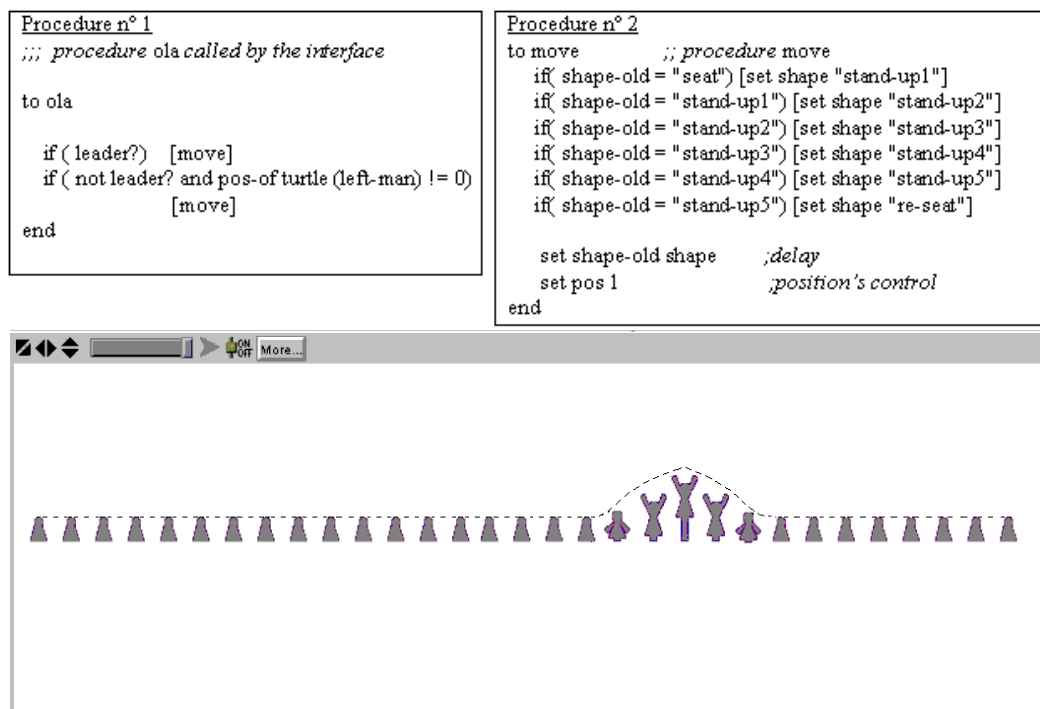 Procedure n° 1
;;; procedure ola called by the interface
to ola
if ( leader?) [move]
if ( not leader? and pos-of turtle (left-man) != 0)
[move]
end
Procedure n° 2
to move ;; procedure move
if( shape-old = "seat") [set shape "stand-up1"]
if( shape-old = "stand-up1") [set shape "stand-up2"]
if( shape-old = "stand-up2") [set shape "stand-up3"]
if( shape-old = "stand-up3") [set shape "stand-up4"]
if( shape-old = "stand-up4") [set shape "stand-up5"]
if( shape-old = "stand-up5") [set shape "re-seat"]
set shape-old shape ;delay
set pos 1 ;position's control
end
ON
OFF
More...